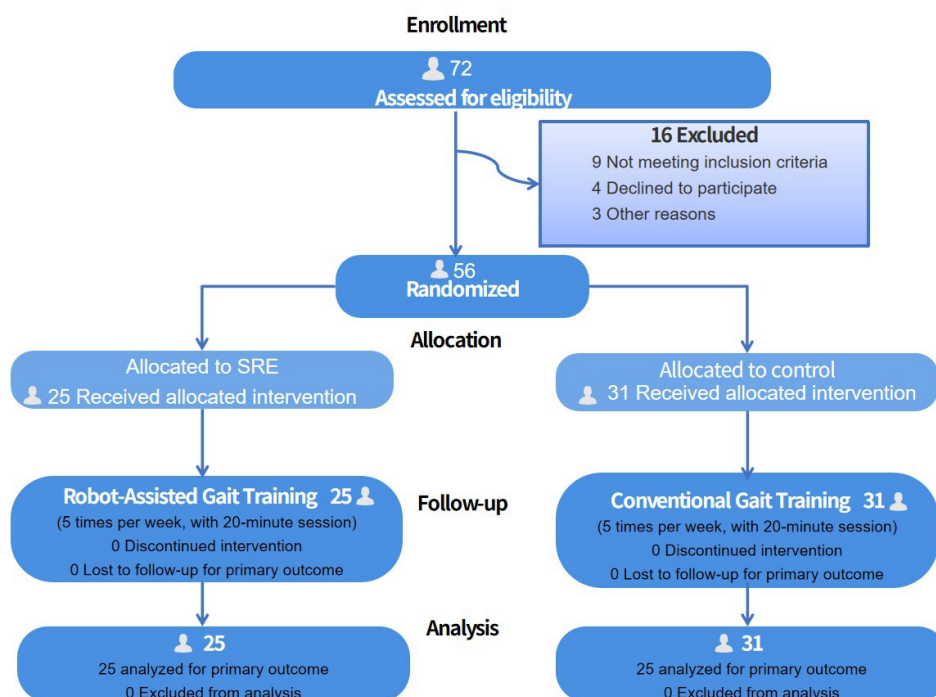 Enrollment
72
Assessed for eligibility
16 Excluded
9 Not meeting inclusion criteria
4 Declined to participate
3 Other reasons
56
Randomized
Allocation
Allocated to SRE
25 Received allocated intervention
Allocated to control
31 Received allocated intervention
Robot-Assisted Gait Training 25
(5 times per week, with 20-minute session)
0 Discontinued intervention
0 Lost to follow-up for primary outcome
Follow-up
Conventional Gait Training 31
(5 times per week, with 20-minute session)
0 Discontinued intervention
0 Lost to follow-up for primary outcome
Analysis
25
25 analyzed for primary outcome
0 Excluded from analysis
31
25 analyzed for primary outcome
0 Excluded from analysis